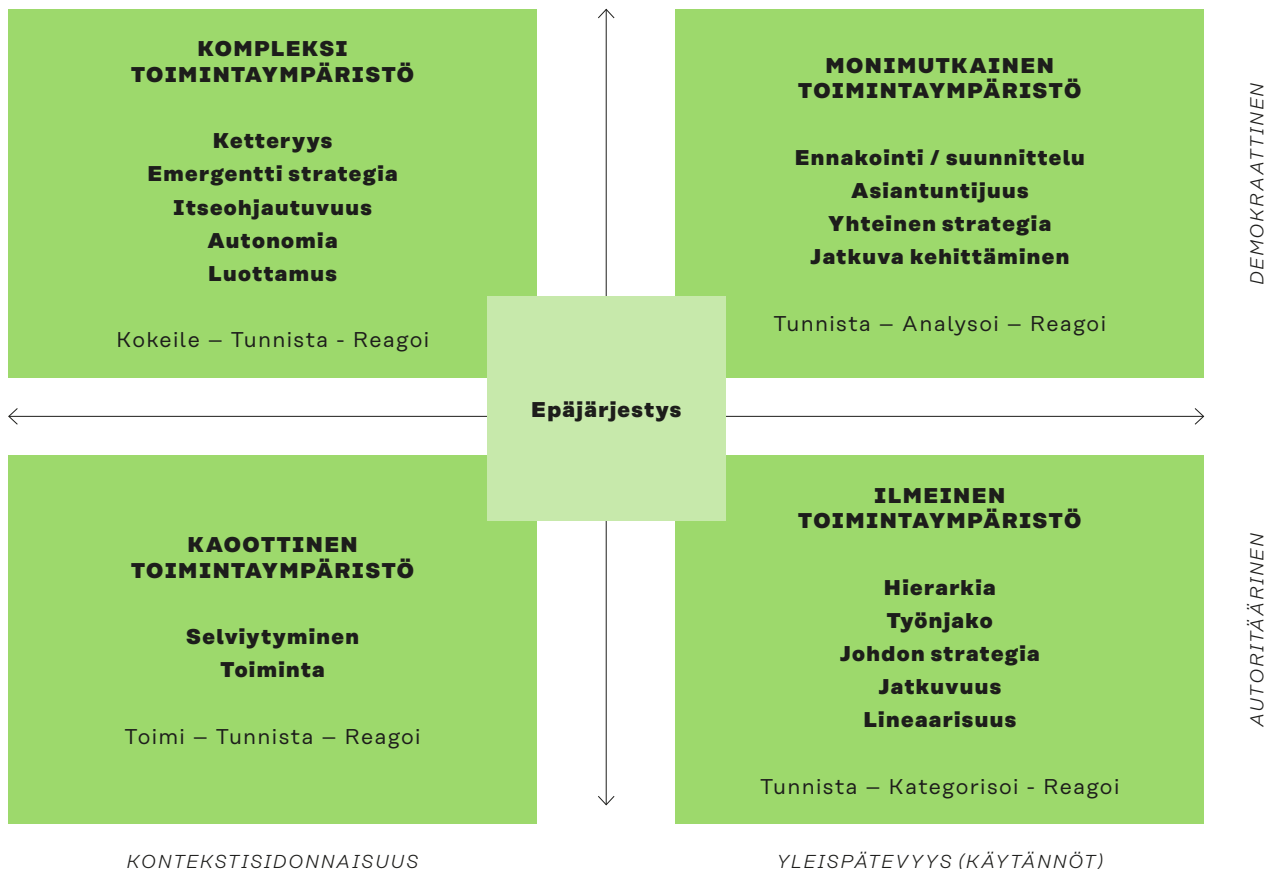 KOMPLEKSI
TOIMINTAYMPÄRISTÖ
Ketteryys
Emergentti strategia
Itseohjautuvuus
Autonomia
Luottamus
Kokeile – Tunnista - Reagoi
MONIMUTKAINEN
TOIMINTAYMPÄRISTÖ
Ennakointi / suunnittelu
Asiantuntijuus
Yhteinen strategia
Jatkuva kehittäminen
Tunnista – Analysoi – Reagoi
DEMOKRAATTINEN
Epäjärjestys
KAOOTTINEN
TOIMINTAYMPÄRISTÖ
Selviytyminen
Toiminta
Toimi – Tunnista – Reagoi
ILMEINEN
TOIMINTAYMPÄRISTÖ
Hierarkia
Työnjako
Johdon strategia
Jatkuvuus
Lineaarisuus
Tunnista – Kategorisoi - Reagoi
AUTORITÄÄRINEN
KONTEKSTISIDONNAISUUS
YLEISPÄTEVYYS (KÄYTÄNNÖT)